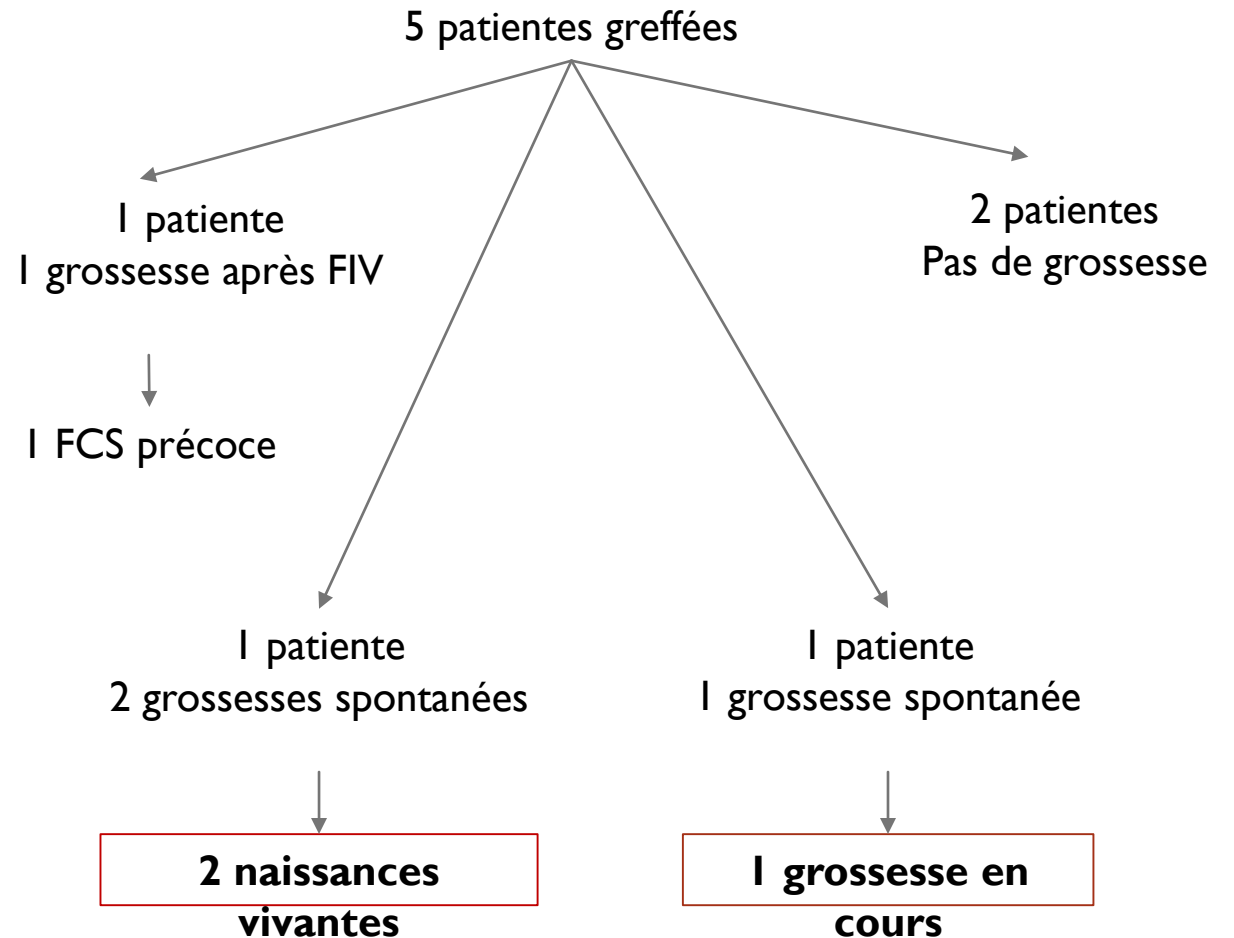 5 patientes greffées
1 patiente
1 grossesse après FIV
2 patientes
Pas de grossesse
1 FCS précoce
1 patiente
2 grossesses spontanées
1 patiente
1 grossesse spontanée
2 naissances
vivantes
1 grossesse en
cours